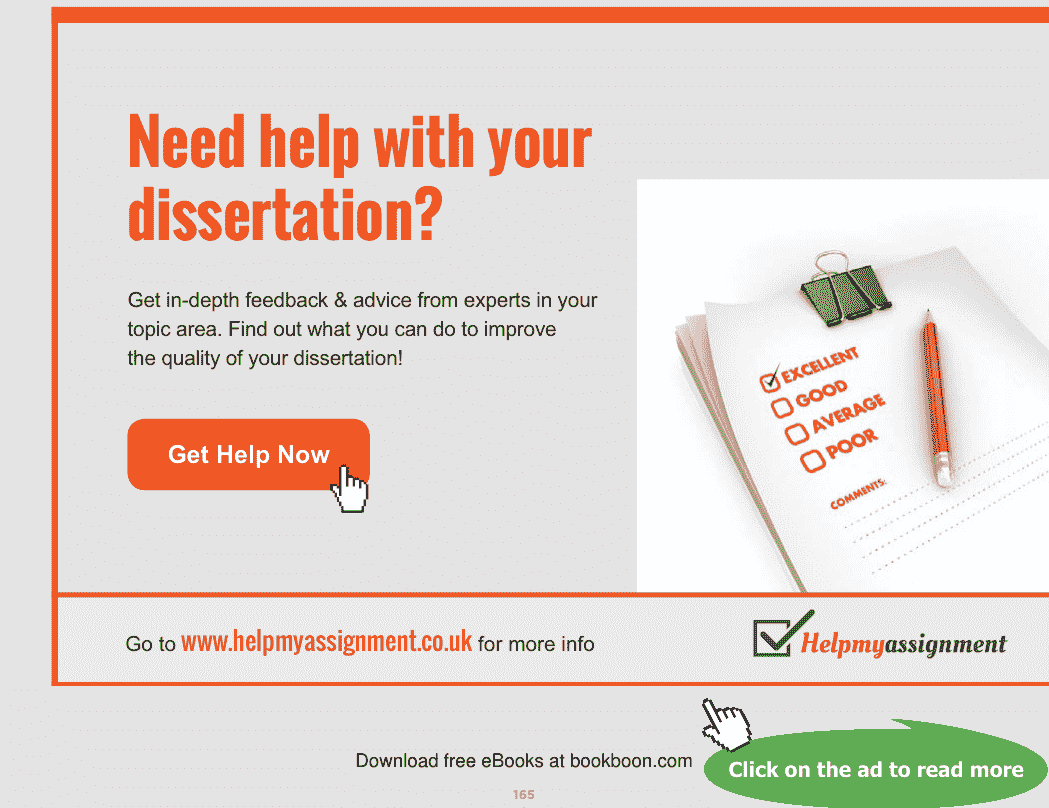 Need help with your
dissertation?
Get in-depth feedback & advice from experts in your
topic area. Find out what you can do to improve
the quality of your dissertation!
Get Help Now
EXCELLENT
GOOD
AVERAGE
POOR
COMMENTS:
Go to www.helpmyassignment.co.uk for more info
Helpmyassignment
Download free eBooks at bookboon.com
Click on the ad to read more
165